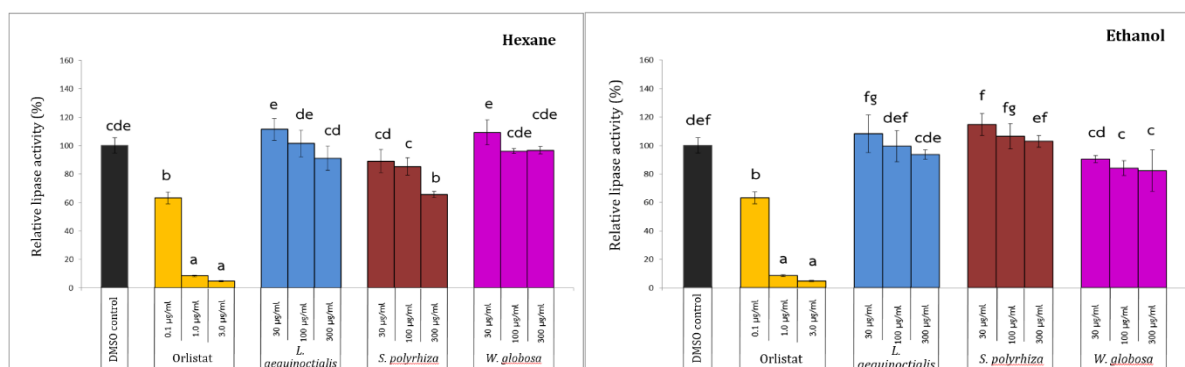 Hexane
Relative lipase activity (%)
160
140
120
100
80
60
40
20
0
cde
b
a
a
e
de
cd
cd
c
b
e
cde
cde
DMSO control
0.1 µg/ml
1.0 µg/ml
3.0 µg/ml
30 µg/ml
100 µg/ml
300 µg/ml
30 µg/ml
100 µg/ml
300 µg/ml
30 µg/ml
100 µg/ml
300 µg/ml
Orlistat
L.
aequinoctialis
S. polyrhiza
W. globosa
Ethanol
Relative lipase activity (%)
160
140
120
100
80
60
40
20
0
def
b
a
a
fg
def
cde
f
fg
ef
cd
c
c
DMSO control
0.1 µg/ml
1.0 µg/ml
3.0 µg/ml
30 µg/ml
100 µg/ml
300 µg/ml
30 µg/ml
100 µg/ml
300 µg/ml
30 µg/ml
100 µg/ml
300 µg/ml
Orlistat
L.
aequinoctialis
S. polyrhiza
W. globosa